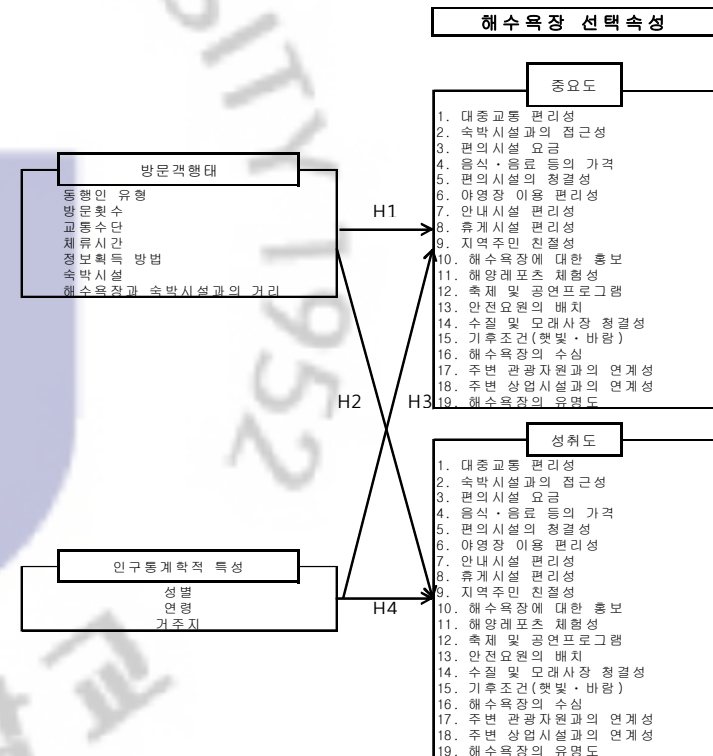 해수욕장 선택속성
중요도
1. 대중교통 편리성
2. 숙박시설과의 접근성
3. 편의시설 요금
4. 음식·음료 등의 가격
5. 편의시설의 청결성
6. 야영장 이용 편리성
7. 안내시설 편리성
8. 휴게시설 편리성
9. 지역주민 친절성
10. 해수욕장에 대한 홍보
11. 해양레포츠 체험성
12. 축제 및 공연프로그램
13. 안전요원의 배치
14. 수질 및 모래사장 청결성
15. 기후조건(햇빛·바람)
16. 해수욕장의 수심
17. 주변 관광자원과의 연계성
18. 주변 상업시설과의 연계성
19. 해수욕장의 유명도
방문객행태
동행인 유형
방문횟수
교통수단
체류시간
정보획득 방법
숙박시설
해수욕장과 숙박시설과의 거리
H1
H2
H3
H4
인구통계학적 특성
성별
연령
거주지
성취도
1. 대중교통 편리성
2. 숙박시설과의 접근성
3. 편의시설 요금
4. 음식·음료 등의 가격
5. 편의시설의 청결성
6. 야영장 이용 편리성
7. 안내시설 편리성
8. 휴게시설 편리성
9. 지역주민 친절성
10. 해수욕장에 대한 홍보
11. 해양레포츠 체험성
12. 축제 및 공연프로그램
13. 안전요원의 배치
14. 수질 및 모래사장 청결성
15. 기후조건(햇빛·바람)
16. 해수욕장의 수심
17. 주변 관광자원과의 연계성
18. 주변 상업시설과의 연계성
19. 해수욕장의 유명도
SITY 1952
교